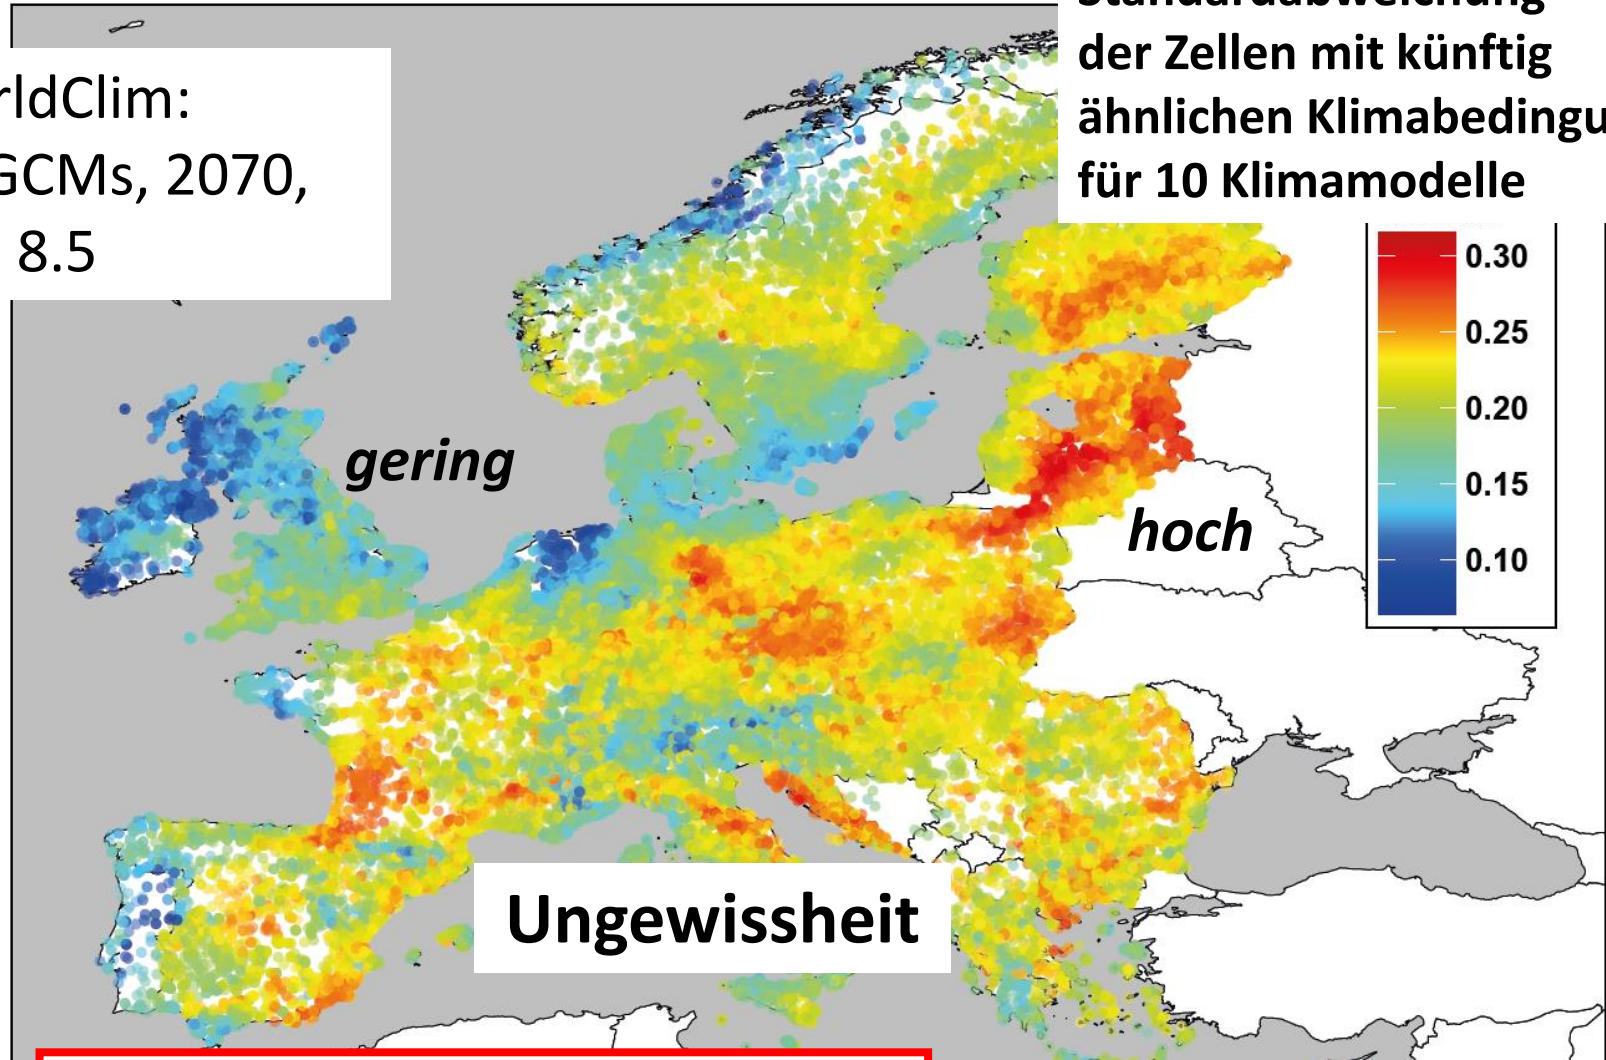 Standardabweichung
der Zellen mit künftig
ähnlichen Klimabedingu
für 10 Klimamodelle
rldClim:
GCMs, 2070,
8.5
0.30
0.25
0.20
0.15
0.10
gering
hoch
Ungewissheit